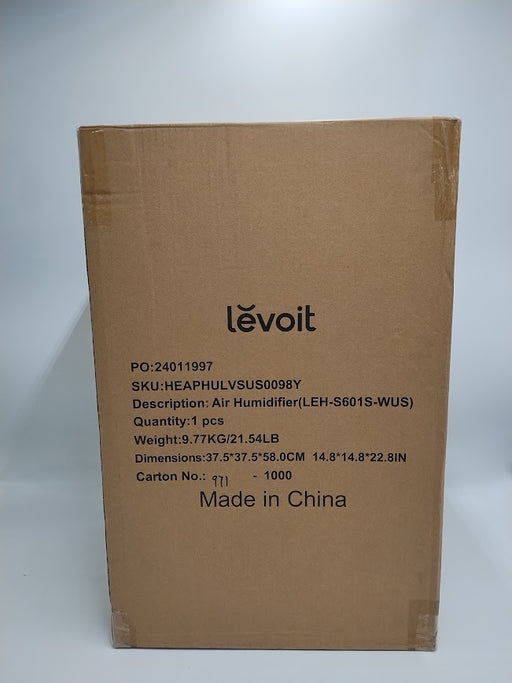 levoit
PO:24011997
SKU:HEAPHULVSUS0098Y
Description: Air Humidifier(LEH-S601S-WUS)
Quantity:1 pcs
Weight:9.77KG/21.54LB
Dimensions:37.5*37.5*58.0CM 14.8*14.8*22.8IN
Carton No.: 971 - 1000
Made in China